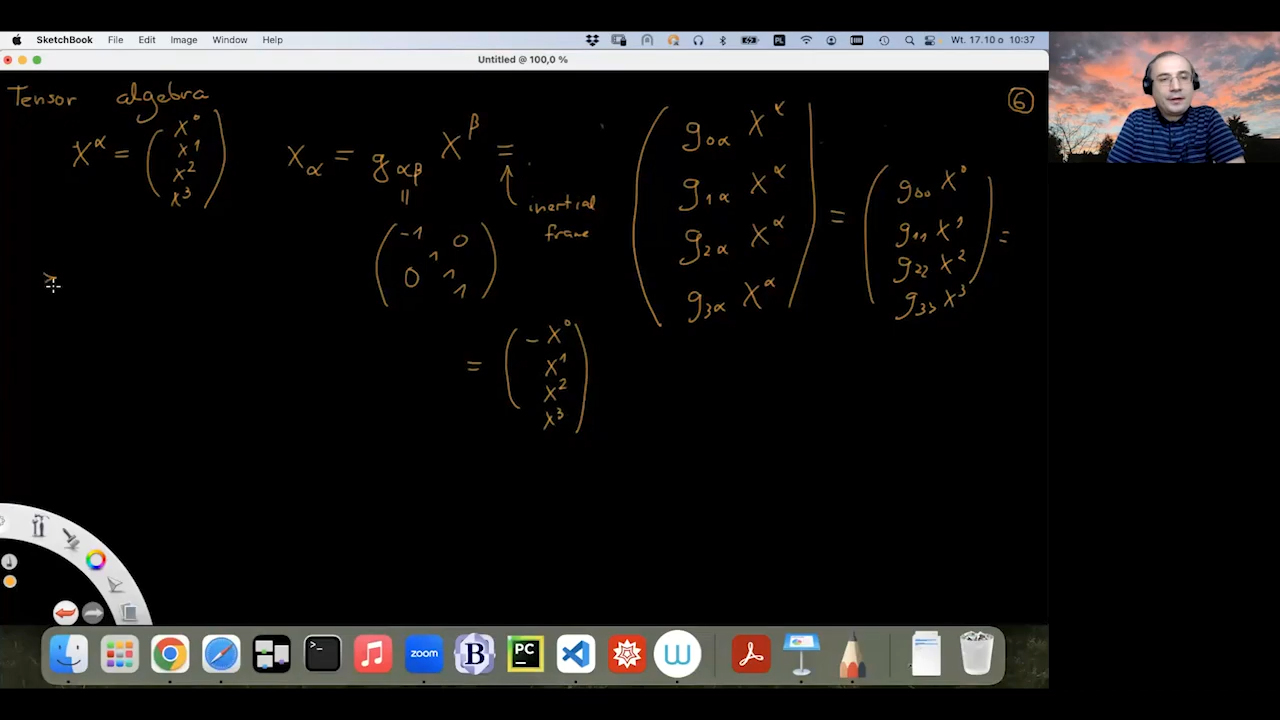 SketchBook File Edit Image Window Help PL Wt. 17.10 o 10:37
Untitled @ 100,0 %
Tensor algebra
6
X^α = ( X^0 X^1 X^2 X^3 )
X_α = g_αβ X^β =
inertial
frame
=
( -1 0
1
0 1
1 )
( g_0α X^α
g_1α X^α
g_2α X^α
g_3α X^α )
= ( g_00 X^0
g_11 X^1
g_22 X^2
g_33 X^3 ) =
= ( - X^0
X^1
X^2
X^3 )
zoom B PC W